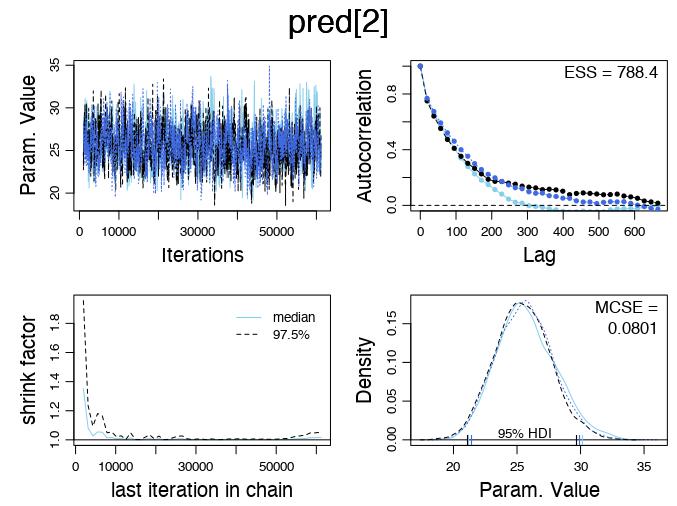 pred[2]
Param. Value
35
30
25
20
0 10000 30000 50000
Iterations
Autocorrelation
0.8
0.4
0.0
ESS = 788.4
0 100 200 300 400 500 600
Lag
shrink factor
1.8
1.6
1.4
1.2
1.0
median
97.5%
0 10000 30000 50000
last iteration in chain
Density
0.15
0.10
0.05
0.00
MCSE =
0.0801
95% HDI
20 25 30 35
Param. Value